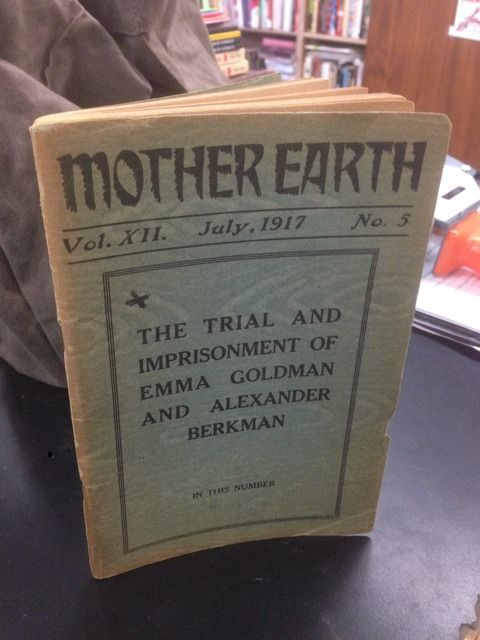 MOTHER EARTH
Vol. XII. July, 1917 No. 5
THE TRIAL AND
IMPRISONMENT OF
EMMA GOLDMAN
AND ALEXANDER
BERKMAN
IN THIS NUMBER